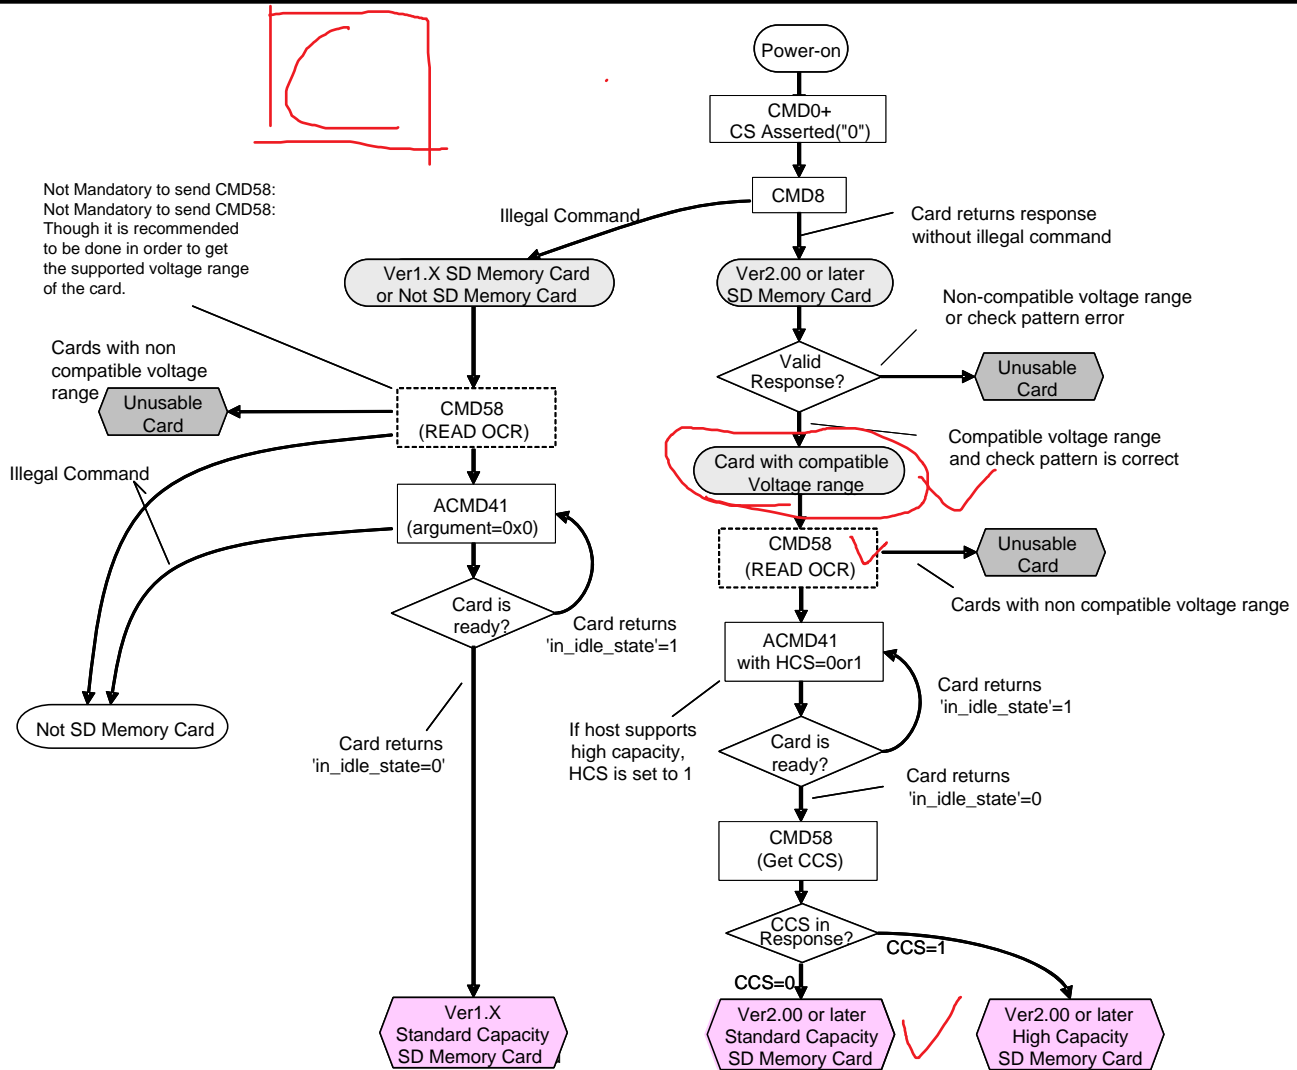 Power-on
CMD0+
CS Asserted("0")
CMD8
Illegal Command
Card returns response
without illegal command
Not Mandatory to send CMD58:
Not Mandatory to send CMD58:
Though it is recommended
to be done in order to get
the supported voltage range
of the card.
Ver1.X SD Memory Card
or Not SD Memory Card
Ver2.00 or later
SD Memory Card
Non-compatible voltage range
or check pattern error
Valid
Response?
Unusable
Card
Cards with non
compatible voltage
range
Unusable
Card
CMD58
(READ OCR)
Compatible voltage range
and check pattern is correct
Card with compatible
Voltage range
Illegal Command
ACMD41
(argument=0x0)
CMD58
(READ OCR)
Unusable
Card
Cards with non compatible voltage range
Card is
ready?
Card returns
'in_idle_state'=1
ACMD41
with HCS=0or1
Card returns
'in_idle_state'=1
If host supports
high capacity,
HCS is set to 1
Card is
ready?
Not SD Memory Card
Card returns
'in_idle_state=0'
Card returns
'in_idle_state'=0
CMD58
(Get CCS)
CCS in
Response?
CCS=1
CCS=0
Ver1.X
Standard Capacity
SD Memory Card
Ver2.00 or later
Standard Capacity
SD Memory Card
Ver2.00 or later
High Capacity
SD Memory Card